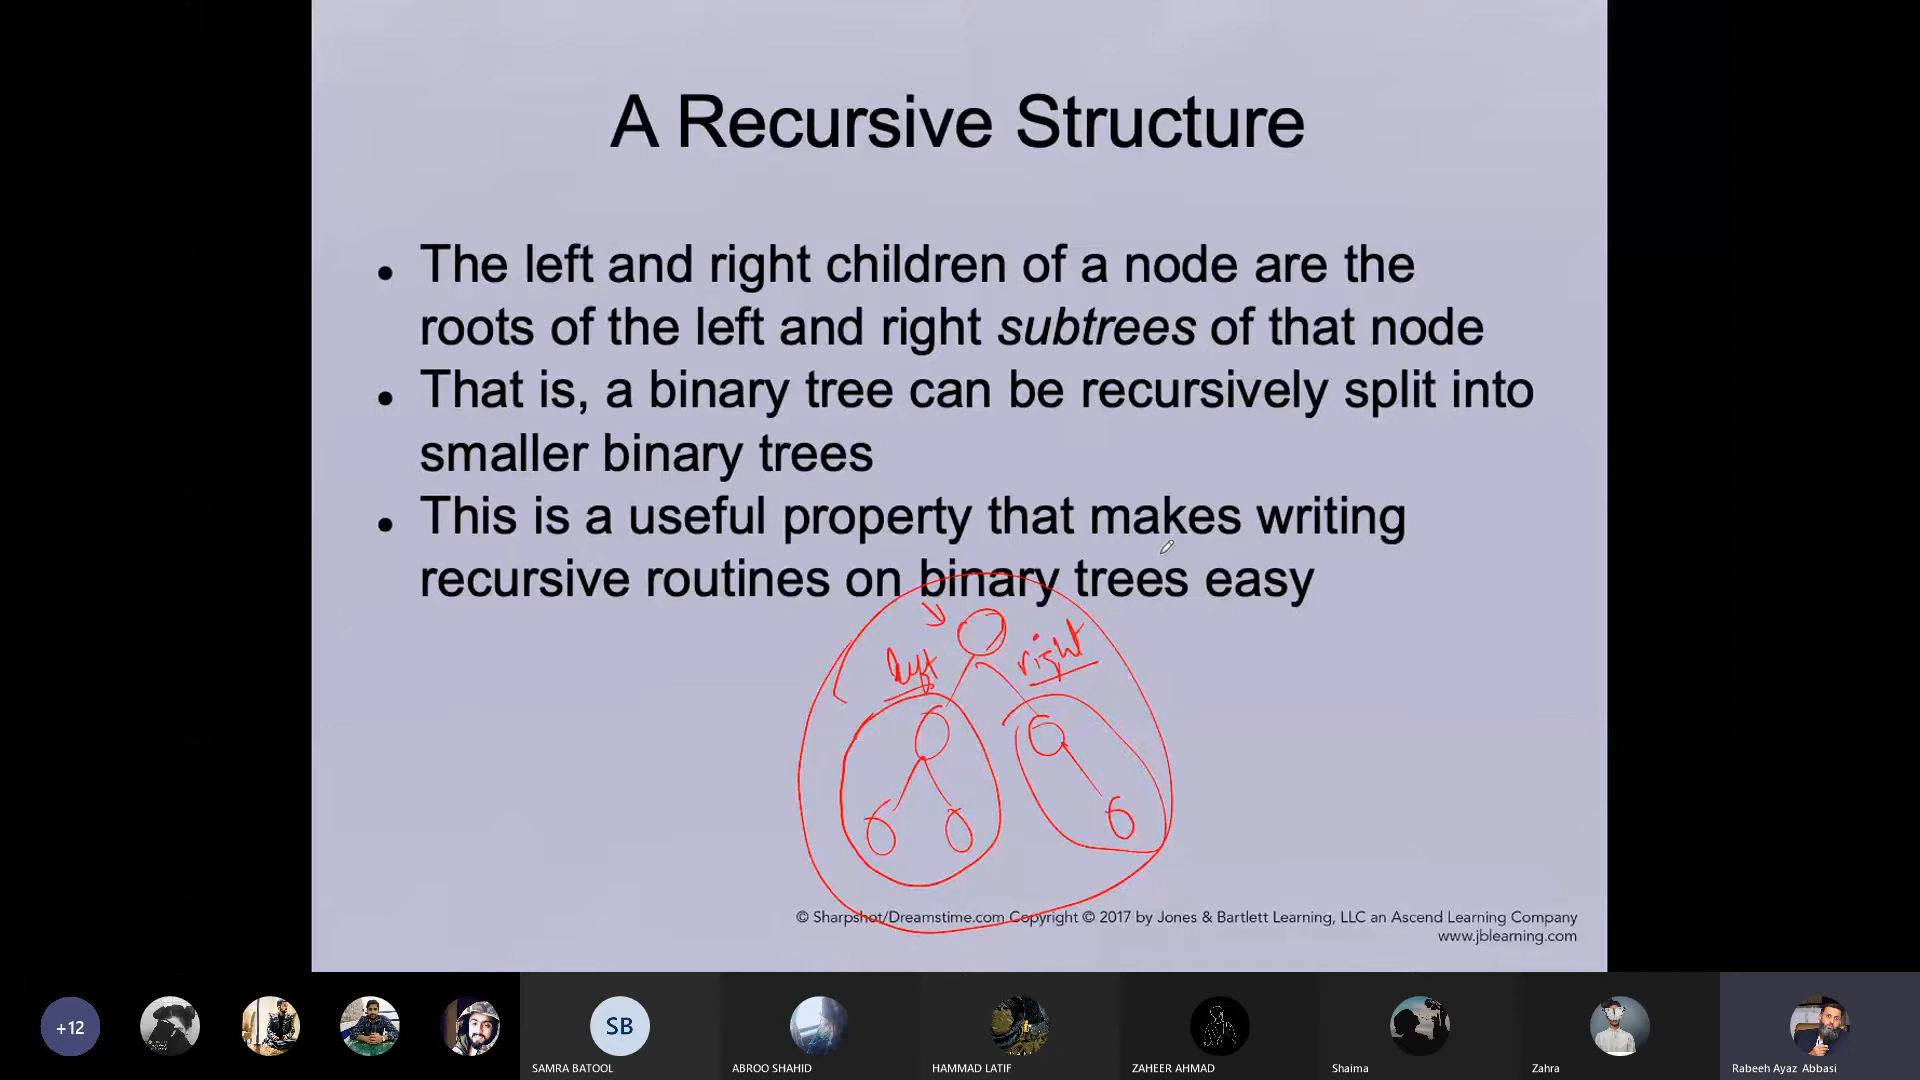 A Recursive Structure
• The left and right children of a node are the
roots of the left and right subtrees of that node
• That is, a binary tree can be recursively split into
smaller binary trees
• This is a useful property that makes writing
recursive routines on binary trees easy
left
right
© Sharpshot/Dreamstime.com Copyright © 2017 by Jones & Bartlett Learning, LLC an Ascend Learning Company
www.jblearning.com
+12
SB
SAMRA BATOOL
ABROO SHAHID
HAMMAD LATIF
ZAHEER AHMAD
Shaima
Zahra
Rabeeh Ayaz Abbasi